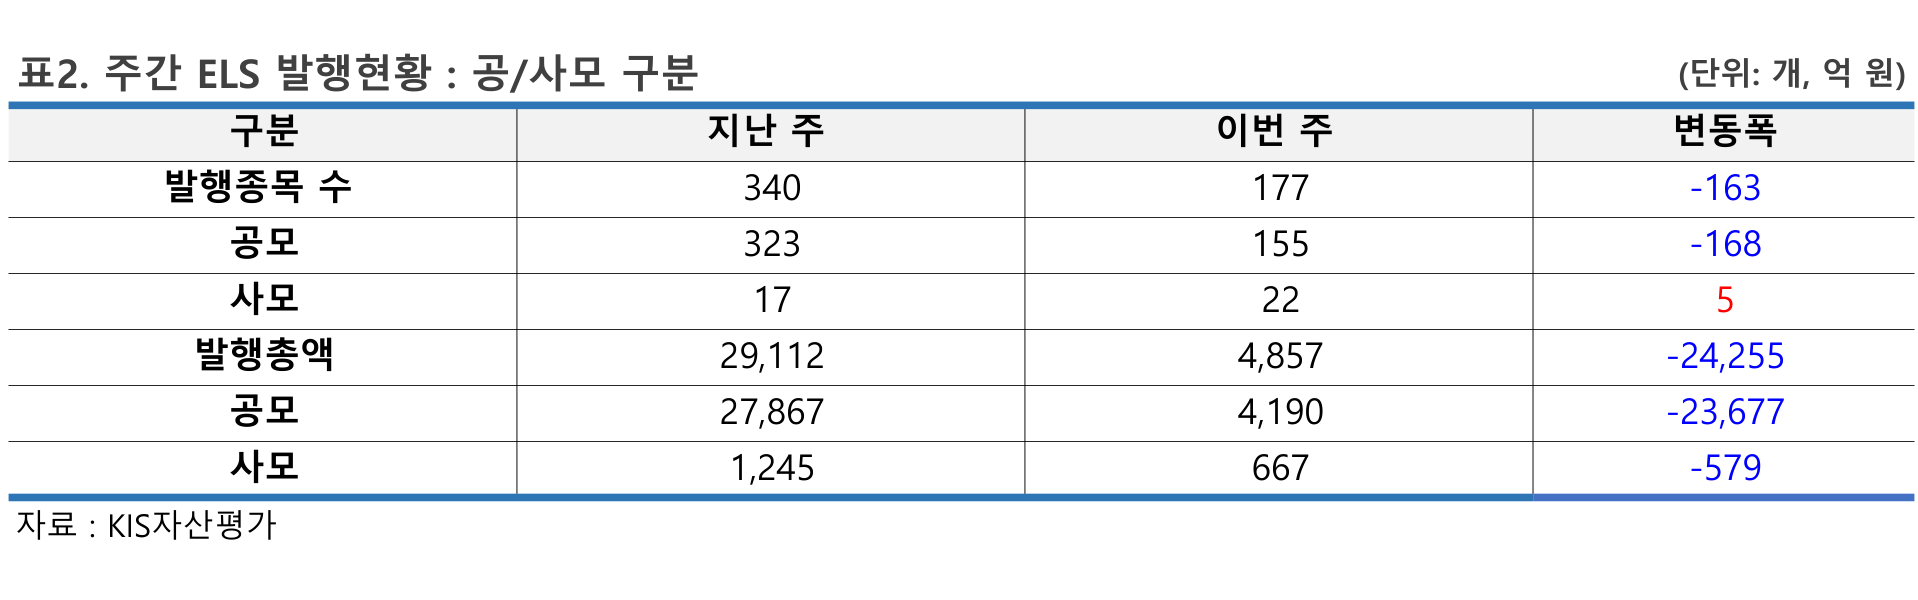 표2. 주간 ELS 발행현황 : 공/사모 구분 (단위: 개, 억 원)
구분 지난 주 이번 주 변동폭
발행종목 수 340 177 -163
공모 323 155 -168
사모 17 22 5
발행총액 29,112 4,857 -24,255
공모 27,867 4,190 -23,677
사모 1,245 667 -579
자료 : KIS자산평가